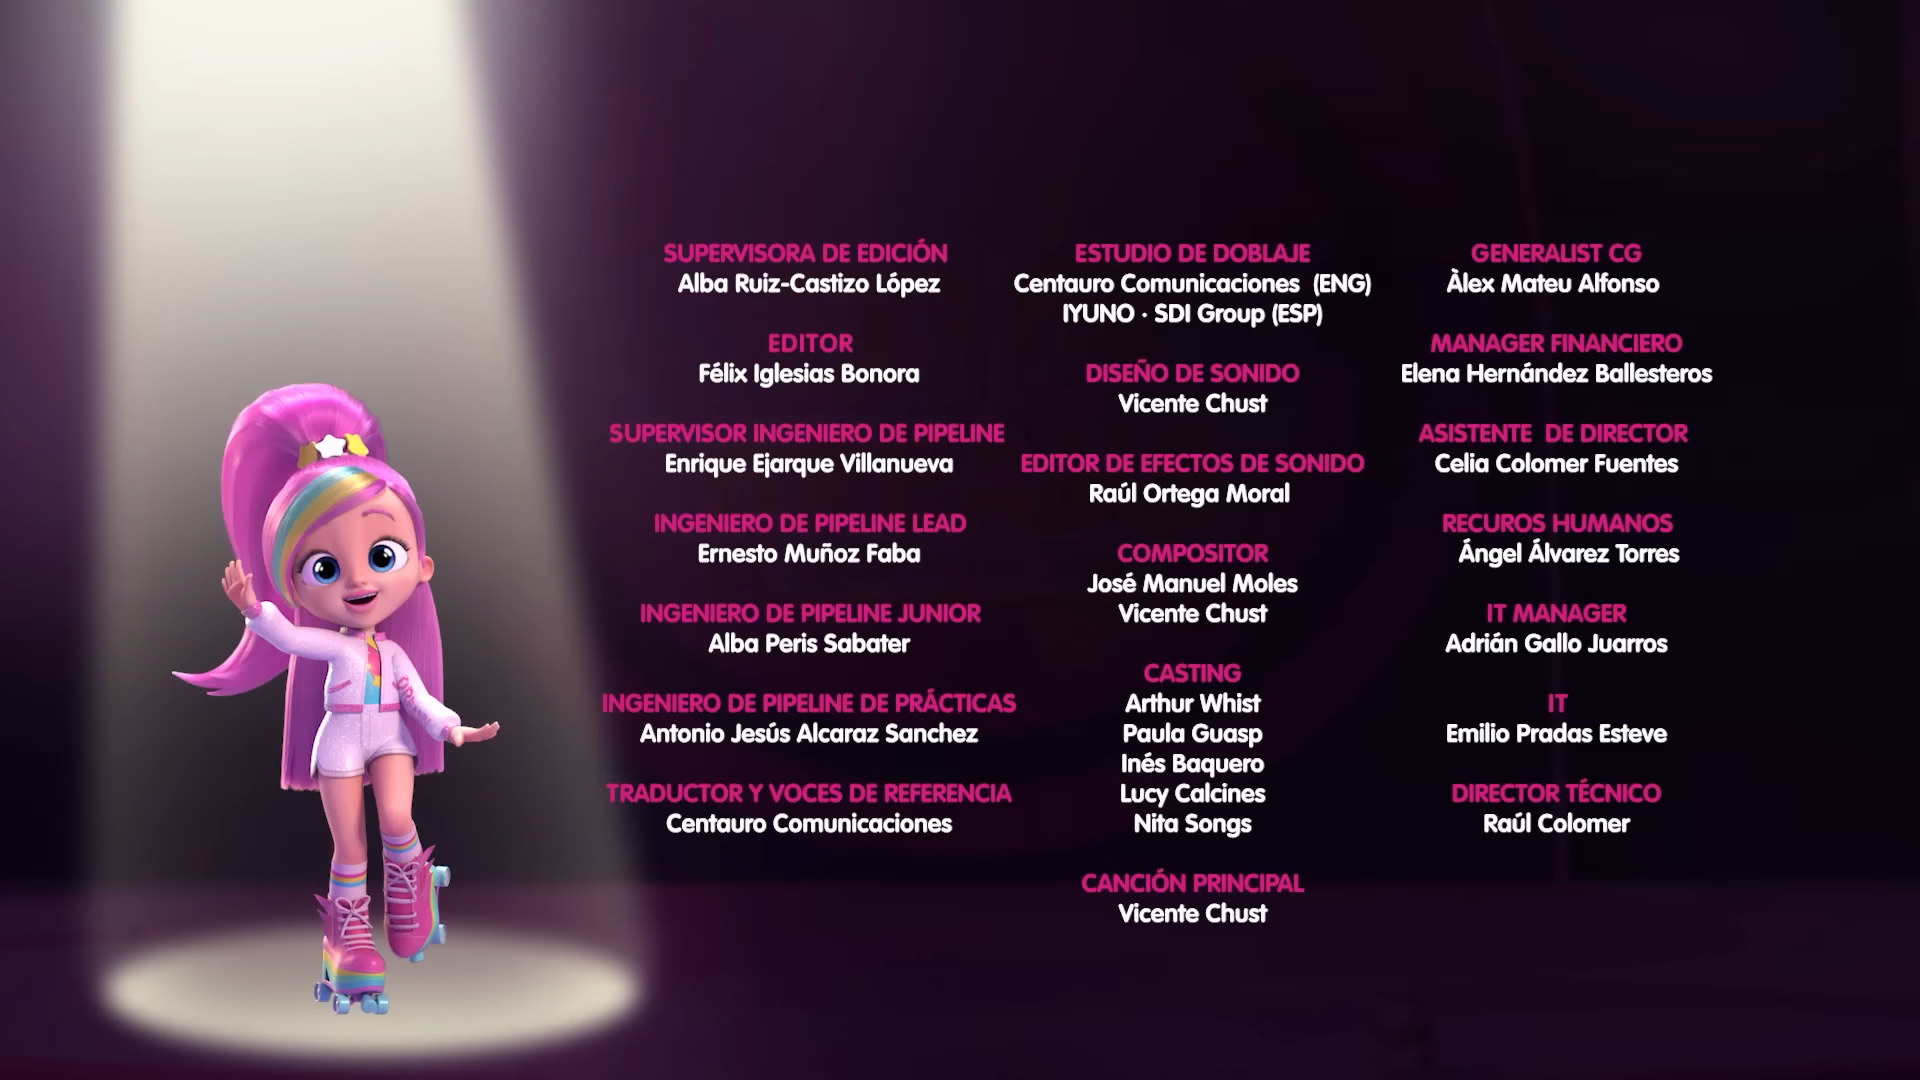 SUPERVISORA DE EDICIÓN
Alba Ruiz-Castizo López
EDITOR
Félix Iglesias Bonora
SUPERVISOR INGENIERO DE PIPELINE
Enrique Ejarque Villanueva
INGENIERO DE PIPELINE LEAD
Ernesto Muñoz Faba
INGENIERO DE PIPELINE JUNIOR
Alba Peris Sabater
INGENIERO DE PIPELINE DE PRÁCTICAS
Antonio Jesús Alcaraz Sanchez
TRADUCTOR Y VOCES DE REFERENCIA
Centauro Comunicaciones
ESTUDIO DE DOBLAJE
Centauro Comunicaciones  (ENG)
IYUNO · SDI Group (ESP)
DISEÑO DE SONIDO
Vicente Chust
EDITOR DE EFECTOS DE SONIDO
Raúl Ortega Moral
COMPOSITOR
José Manuel Moles
Vicente Chust
CASTING
Arthur Whist
Paula Guasp
Inés Baquero
Lucy Calcines
Nita Songs
CANCIÓN PRINCIPAL
Vicente Chust
GENERALIST CG
Àlex Mateu Alfonso
MANAGER FINANCIERO
Elena Hernández Ballesteros
ASISTENTE  DE DIRECTOR
Celia Colomer Fuentes
RECUROS HUMANOS
Ángel Álvarez Torres
IT MANAGER
Adrián Gallo Juarros
IT
Emilio Pradas Esteve
DIRECTOR TÉCNICO
Raúl Colomer